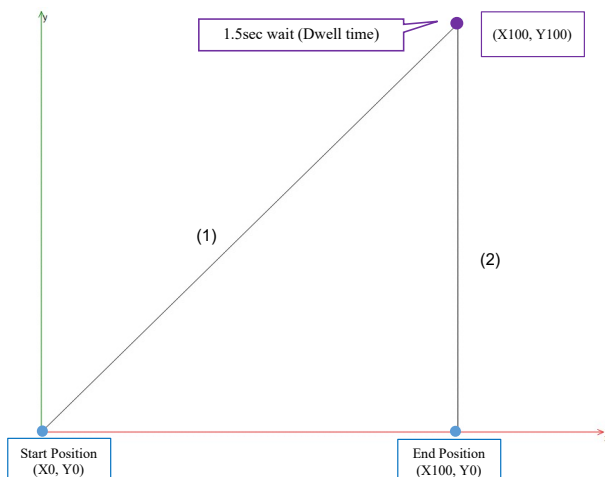 y
1.5sec wait (Dwell time)
(X100, Y100)
(1)
(2)
Start Position
(X0, Y0)
End Position
(X100, Y0)